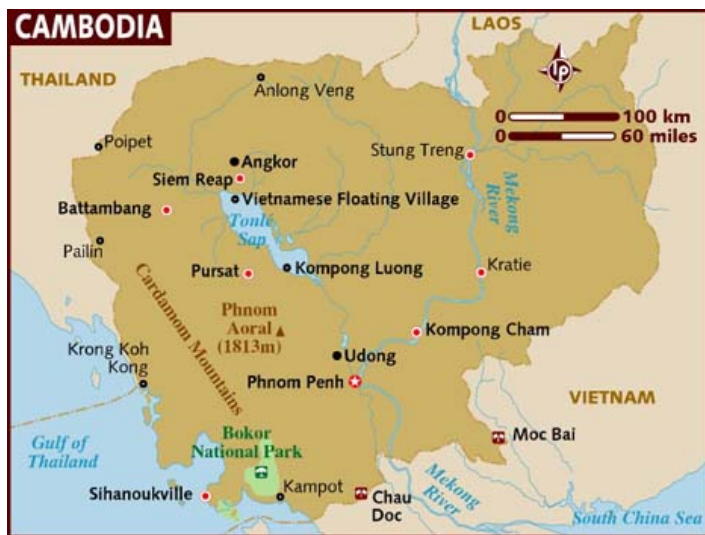 CAMBODIA
LAOS
THAILAND
lp
Anlong Veng
0 100 km
0 60 miles
Poipet
Angkor
Stung Treng
Siem Reap
Vietnamese Floating Village
Mekong
River
Battambang
Tonlé
Sap
Pailin
Pursat
Kompong Luong
Kratie
Cardamom Mountains
Phnom
Aoral
(1813m)
Kompong Cham
Krong Koh
Kong
Udong
Phnom Penh
VIETNAM
Bokor
National Park
Moc Bai
Gulf of
Thailand
Sihanoukville
Kampot
Chau
Doc
Mekong
River
South China Sea